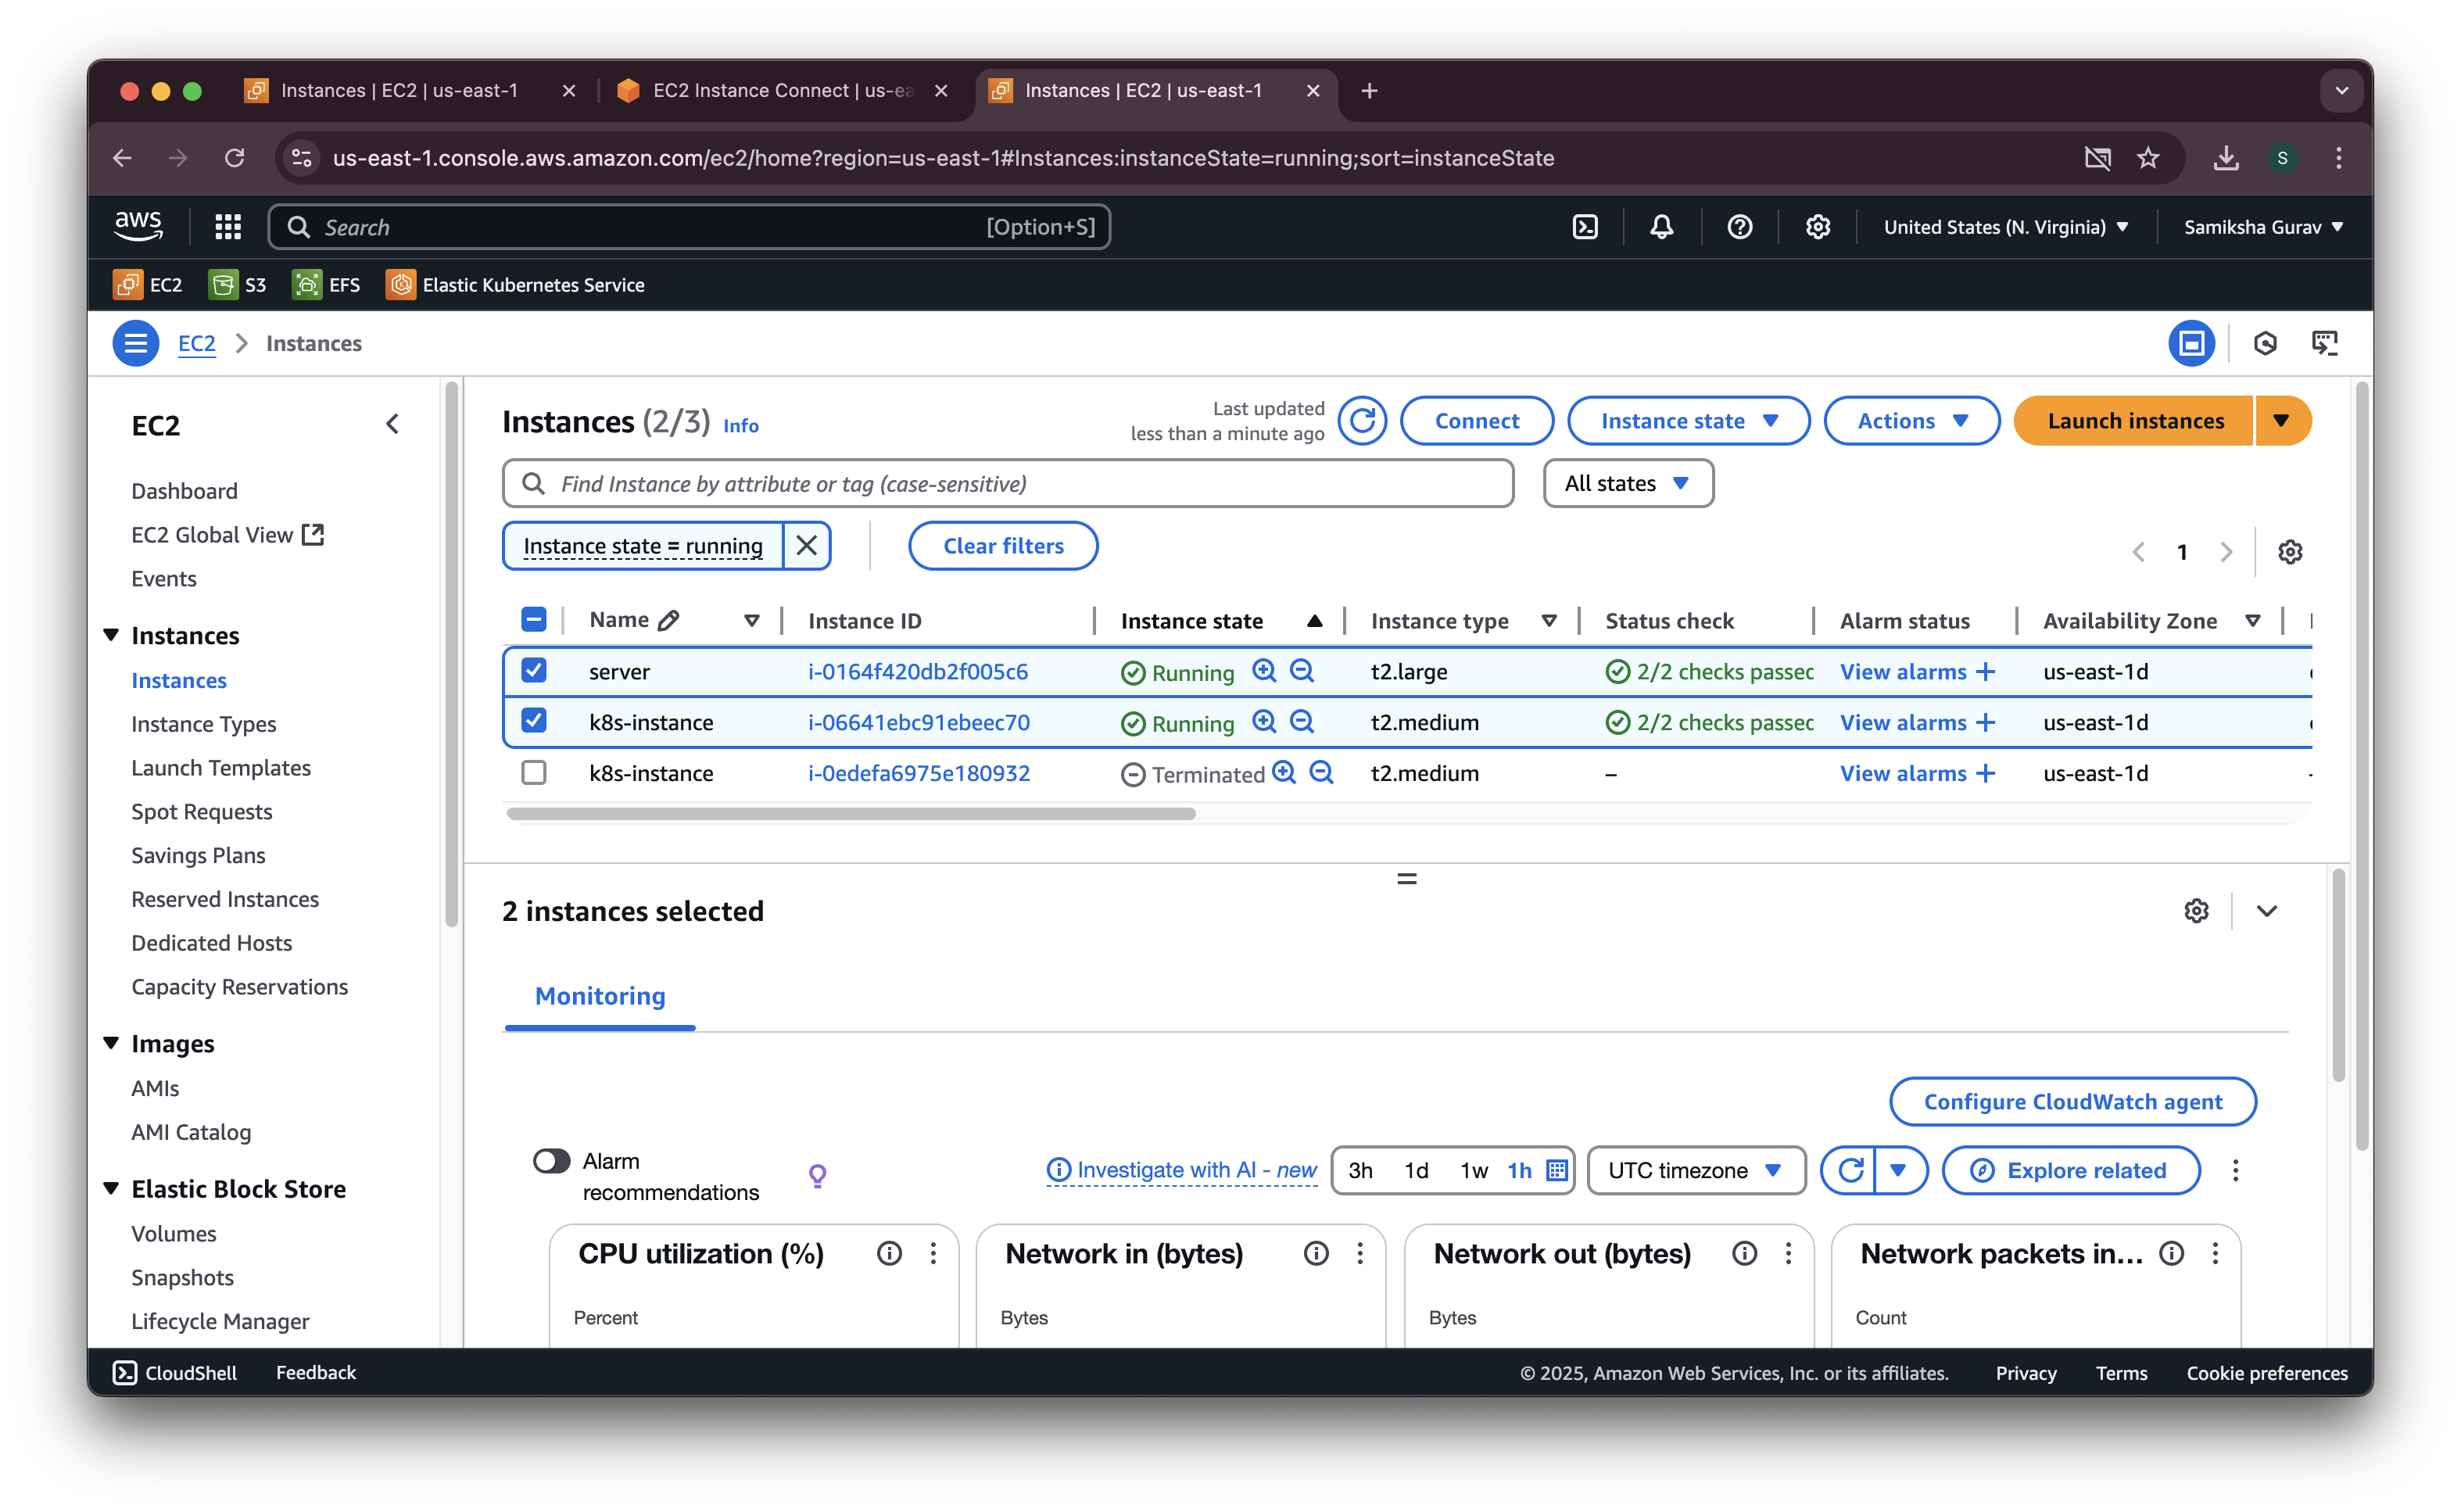 Instances | EC2 | us-east-1
EC2 Instance Connect | us-ea
Instances | EC2 | us-east-1
us-east-1.console.aws.amazon.com/ec2/home?region=us-east-1#Instances:instanceState=running;sort=instanceState
S
aws
Search
[Option+S]
United States (N. Virginia)
Samiksha Gurav
EC2
S3
EFS
Elastic Kubernetes Service
EC2
Instances
EC2
Dashboard
EC2 Global View
Events
Instances
Instances
Instance Types
Launch Templates
Spot Requests
Savings Plans
Reserved Instances
Dedicated Hosts
Capacity Reservations
Images
AMIs
AMI Catalog
Elastic Block Store
Volumes
Snapshots
Lifecycle Manager
Instances (2/3) Info
Last updated
less than a minute ago
Connect
Instance state
Actions
Launch instances
Find Instance by attribute or tag (case-sensitive)
All states
Instance state = running
Clear filters
1
Name Instance ID Instance state Instance type Status check Alarm status Availability Zone
server i-0164f420db2f005c6 Running t2.large 2/2 checks passec View alarms + us-east-1d
k8s-instance i-06641ebc91ebeec70 Running t2.medium 2/2 checks passec View alarms + us-east-1d
k8s-instance i-0edefa6975e180932 Terminated t2.medium – View alarms + us-east-1d
2 instances selected
Monitoring
Configure CloudWatch agent
Alarm
recommendations
Investigate with AI - new
3h 1d 1w 1h
UTC timezone
Explore related
CPU utilization (%)
Percent
Network in (bytes)
Bytes
Network out (bytes)
Bytes
Network packets in...
Count
CloudShell
Feedback
© 2025, Amazon Web Services, Inc. or its affiliates.
Privacy
Terms
Cookie preferences